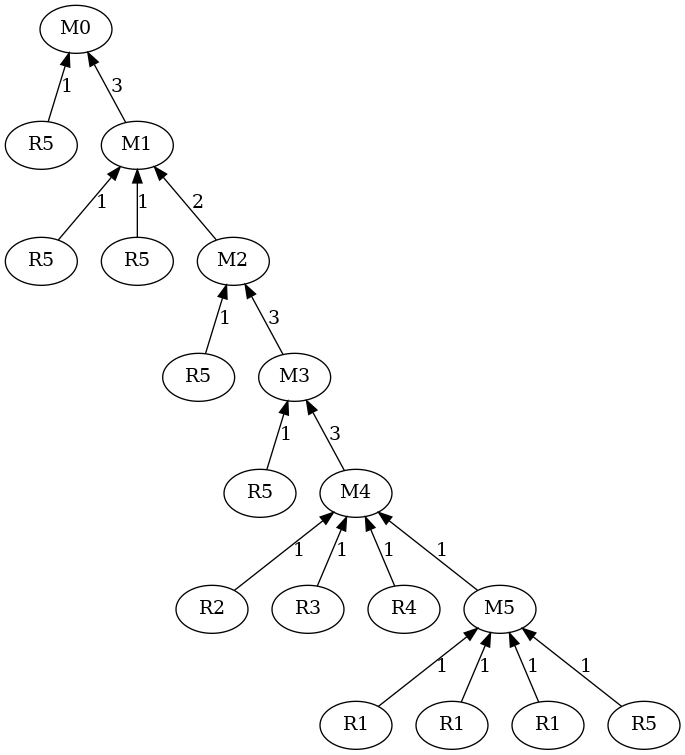 M0
1 3
R5 M1
1 1 2
R5 R5 M2
1 3
R5 M3
1 3
R5 M4
1 1 1 1
R2 R3 R4 M5
1 1 1 1
R1 R1 R1 R5